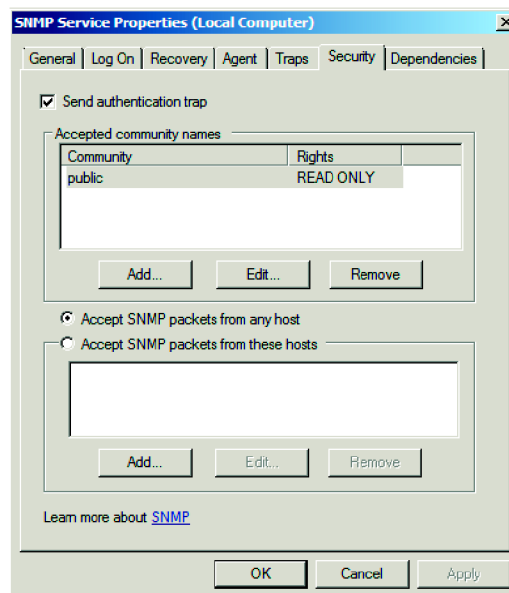 SNMP Service Properties (Local Computer)
General Log On Recovery Agent Traps Security Dependencies
Send authentication trap
Accepted community names
Community Rights
public READ ONLY
Add... Edit... Remove
Accept SNMP packets from any host
Accept SNMP packets from these hosts
Add... Edit... Remove
Learn more about SNMP
OK Cancel Apply